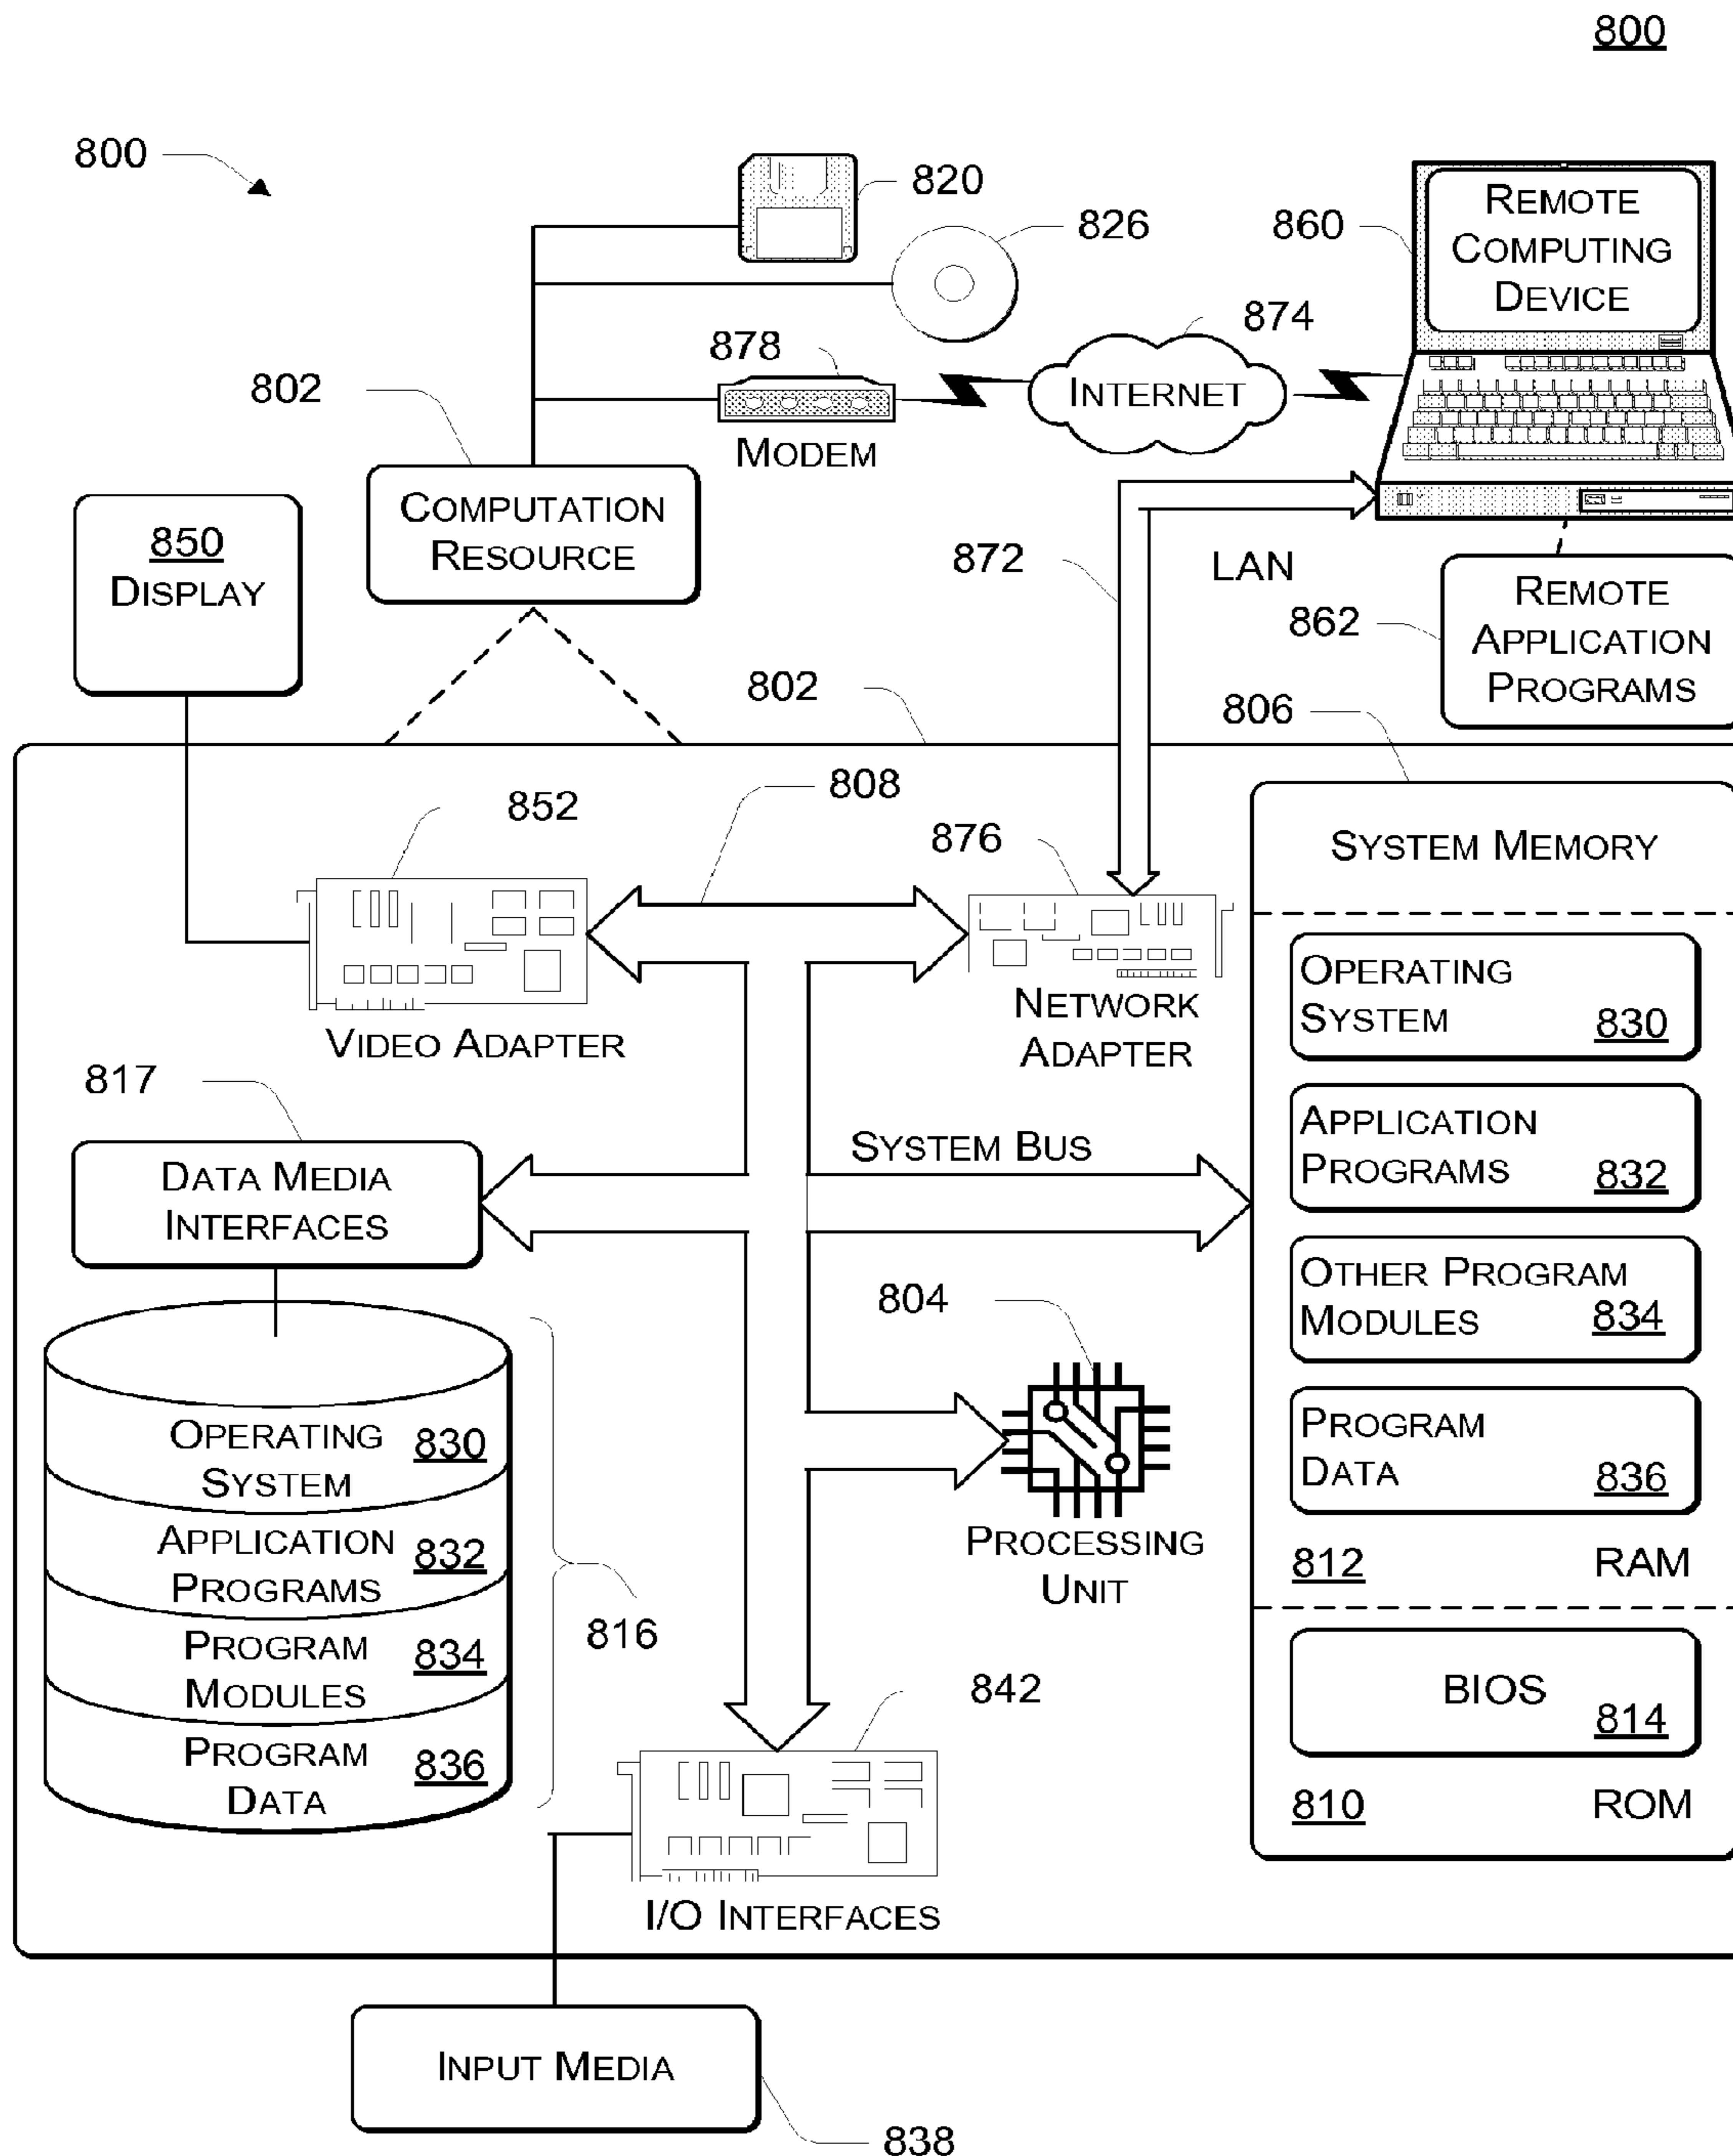 800
800
820
826
860
REMOTE
COMPUTING
DEVICE
874
878
INTERNET
MODEM
802
COMPUTATION
RESOURCE
850
DISPLAY
872
LAN
862
REMOTE
APPLICATION
PROGRAMS
802
806
808
852
876
SYSTEM MEMORY
VIDEO ADAPTER
NETWORK
ADAPTER
OPERATING
SYSTEM 830
817
DATA MEDIA
INTERFACES
SYSTEM BUS
APPLICATION
PROGRAMS 832
OTHER PROGRAM
MODULES 834
804
PROCESSING
UNIT
PROGRAM
DATA 836
812 RAM
OPERATING
SYSTEM 830
APPLICATION
PROGRAMS 832
PROGRAM
MODULES 834
PROGRAM
DATA 836
816
BIOS
814
810 ROM
842
I/O INTERFACES
INPUT MEDIA
838